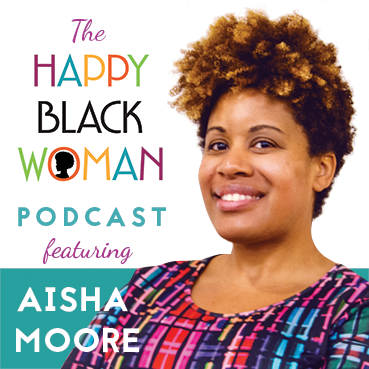 The
HAPPY
BLACK
WOMAN
PODCAST
featuring
AISHA
MOORE